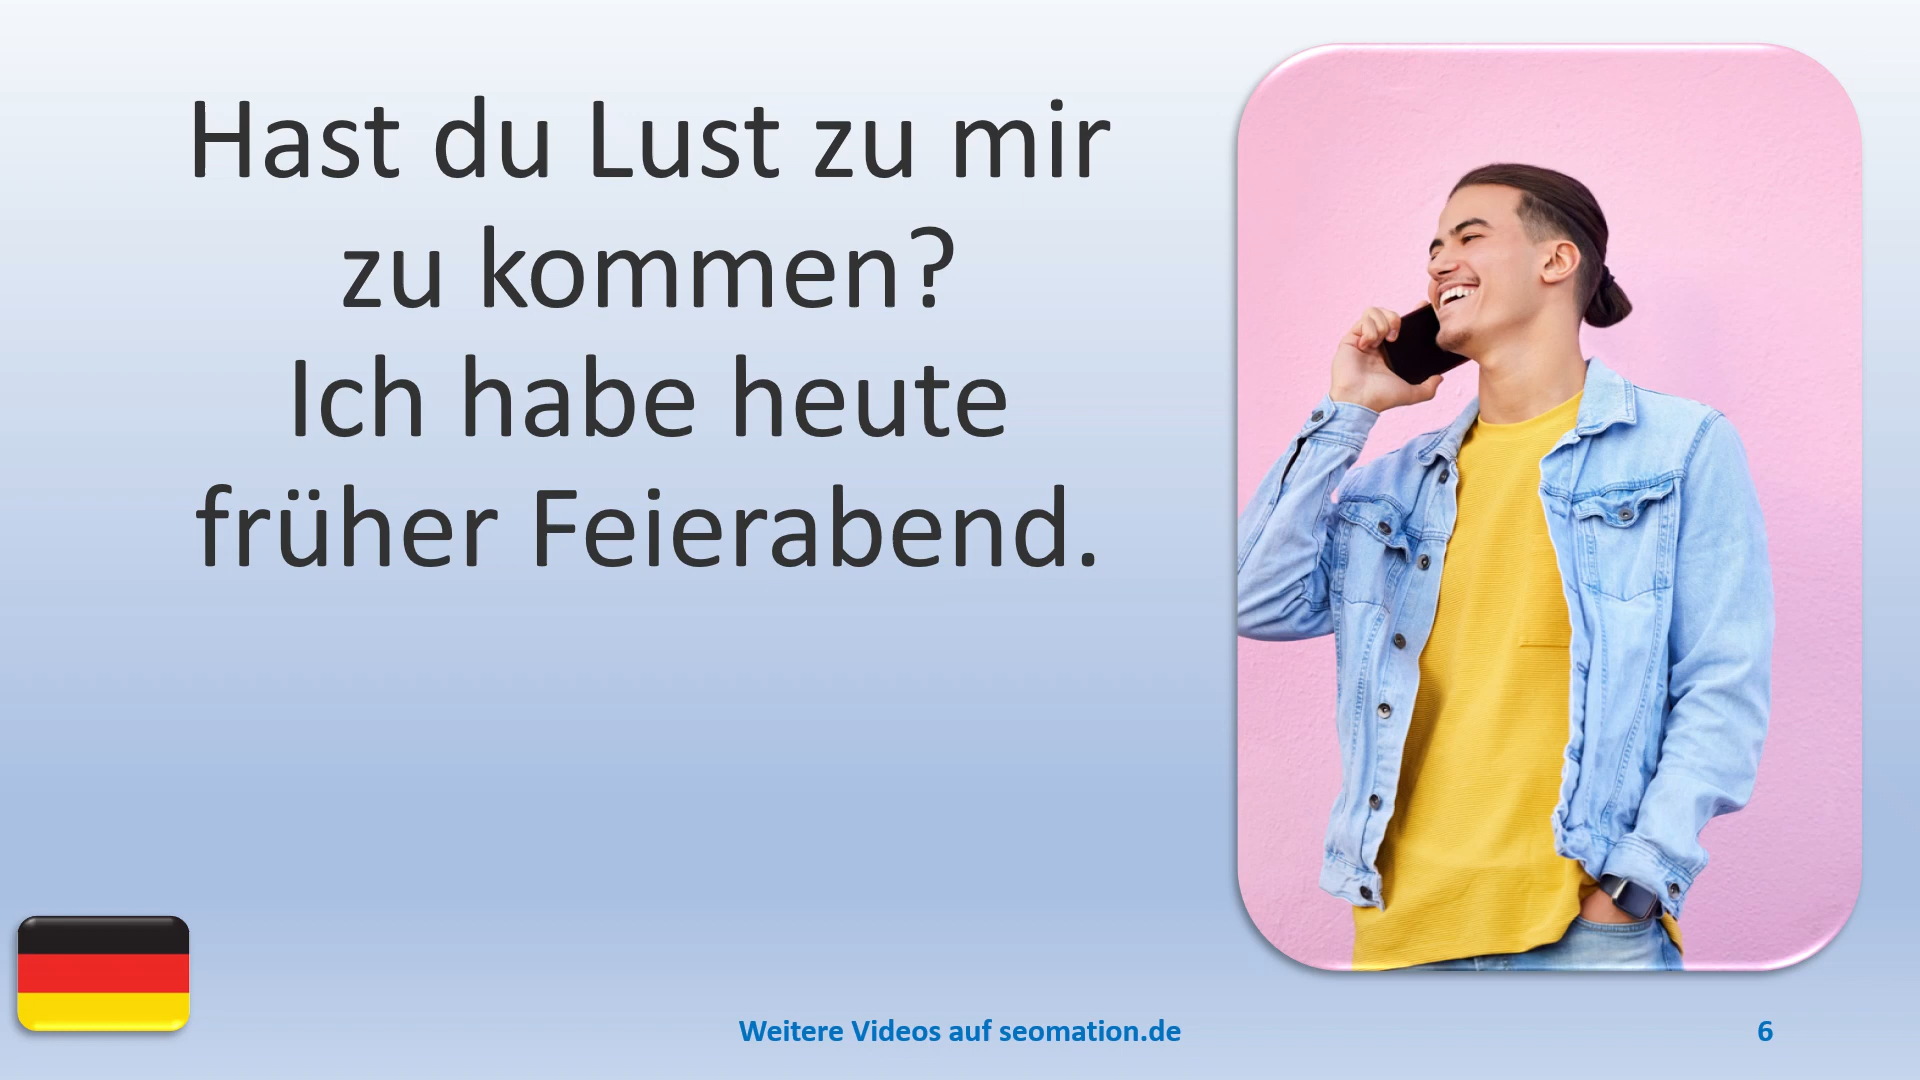 Hast du Lust zu mir
zu kommen?
Ich habe heute
früher Feierabend.
Weitere Videos auf seomation.de
6